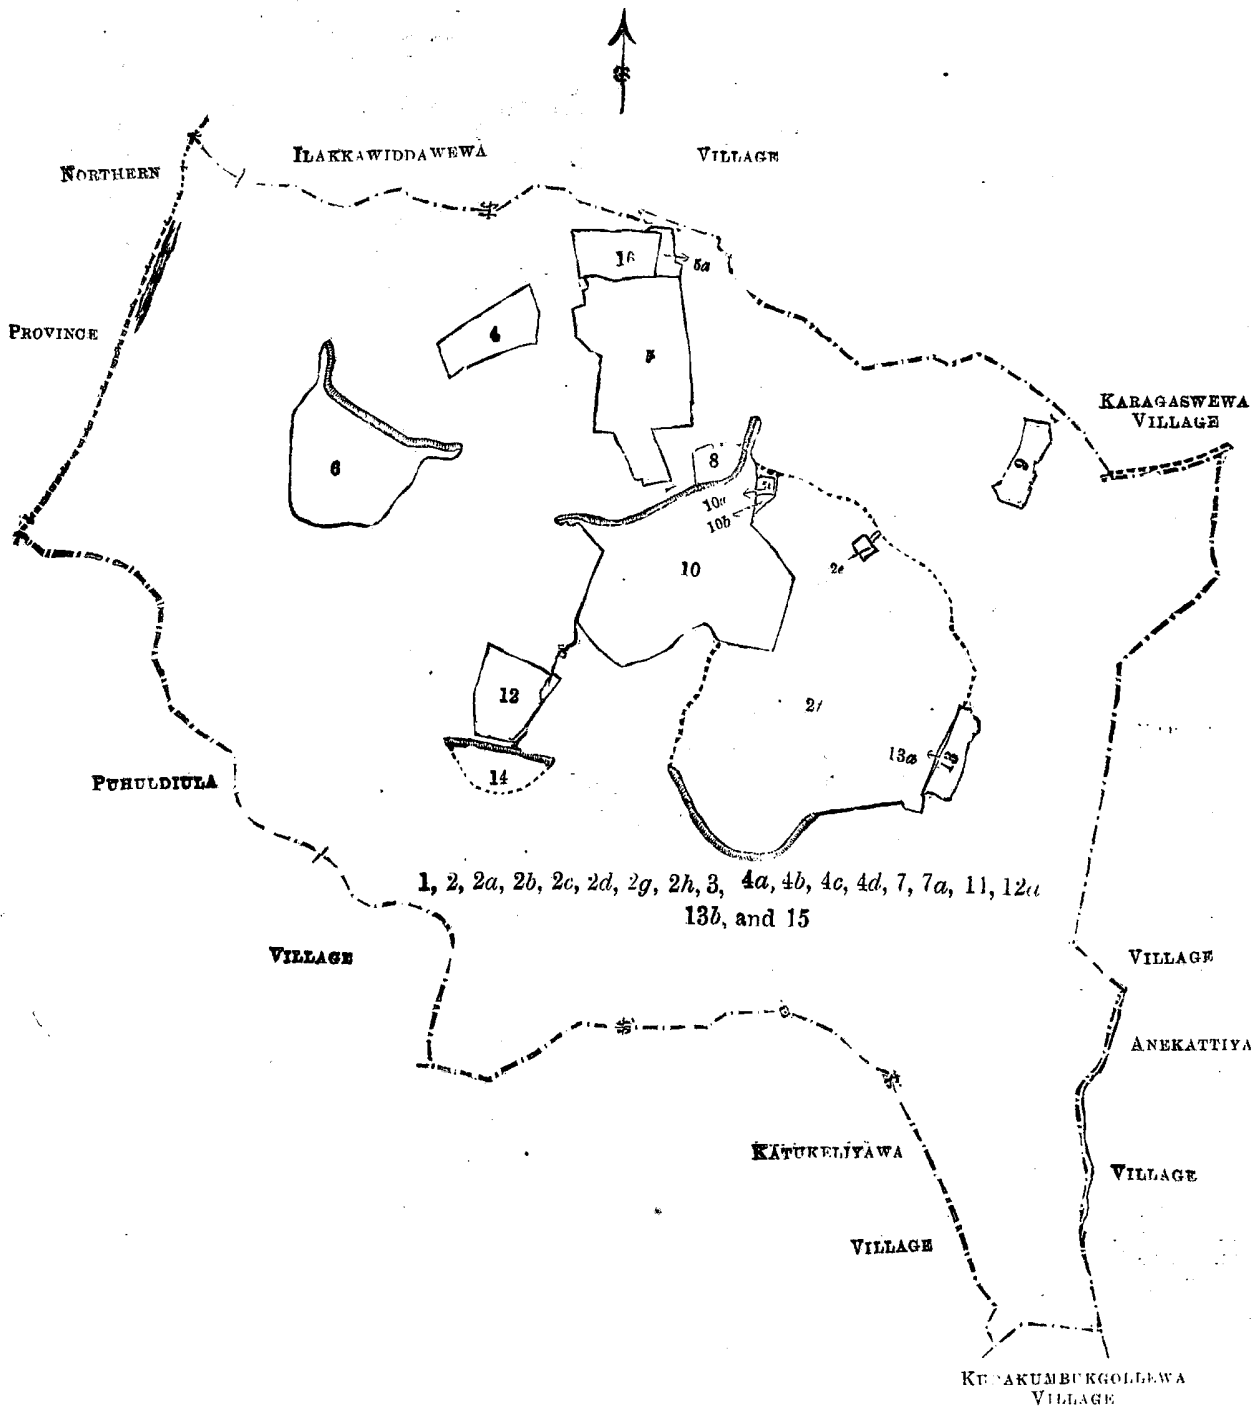 ILAKKAWIDDAWEWA VILLAGE
NORTHERN
16
5a
PROVINCE
4
5
KARAGASWEWA
VILLAGE
8
9
6
10a
10b
10
2e
12
13a
13
14
PUHULDIULA
1, 2, 2a, 2b, 2c, 2d, 2g, 2h, 3, 4a, 4b, 4c, 4d, 7, 7a, 11, 12a
13b, and 15
VILLAGE
VILLAGE
ANEKATTIYA
KATUKELIYAWA
VILLAGE
VILLAGE
VILLAGE